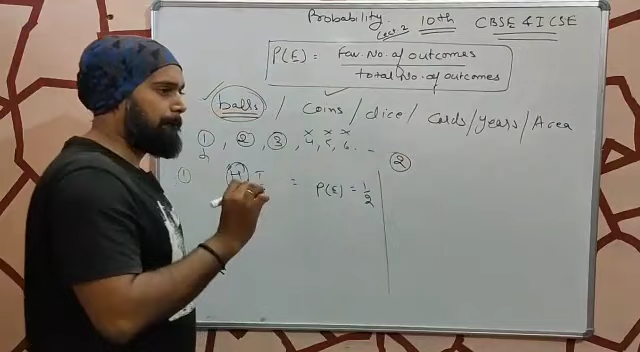 Probability. 10th CBSE & ICSE
Lect. 2
P(E) = Fav. No. of outcomes
total No. of outcomes
balls / Coins / dice / Cards / years / Area
1, 2, 3, 4, 5, 6. --
1 H T = P(E) = 1/2
2